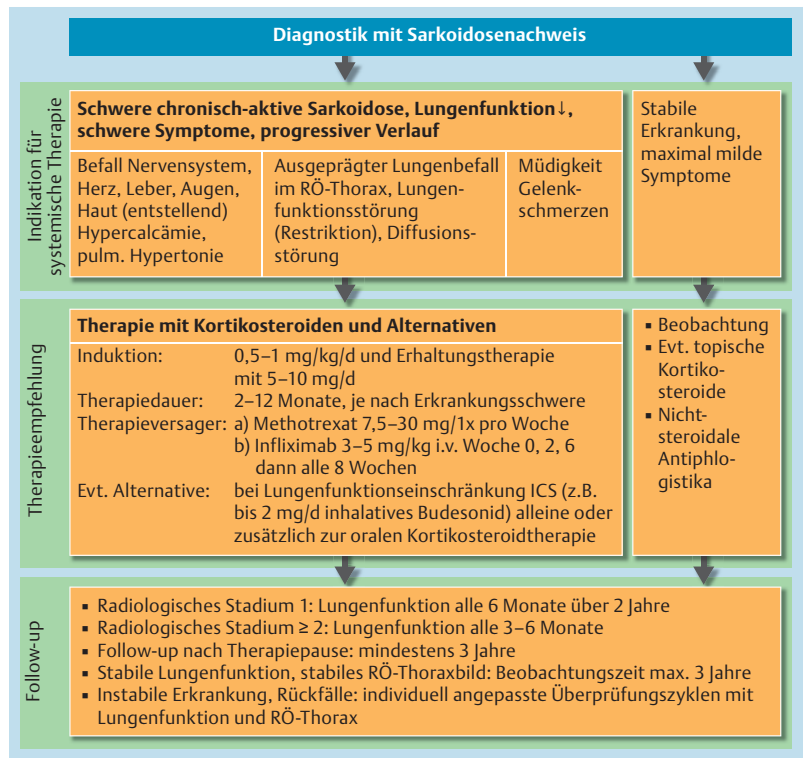 Diagnostik mit Sarkoidosenachweis
Indikation für
systemische Therapie
Schwere chronisch-aktive Sarkoidose, Lungenfunktion↓,
schwere Symptome, progressiver Verlauf
Befall Nervensystem,
Herz, Leber, Augen,
Haut (entstellend)
Hypercalcämie,
pulm. Hypertonie
Ausgeprägter Lungenbefall
im RÖ-Thorax, Lungen-
funktionsstörung
(Restriktion), Diffusions-
störung
Müdigkeit
Gelenk-
schmerzen
Stabile
Erkrankung,
maximal milde
Symptome
Therapieempfehlung
Therapie mit Kortikosteroiden und Alternativen
Induktion: 0,5–1 mg/kg/d und Erhaltungstherapie
mit 5–10 mg/d
Therapiedauer: 2–12 Monate, je nach Erkrankungsschwere
Therapieversager: a) Methotrexat 7,5–30 mg/1x pro Woche
b) Infliximab 3–5 mg/kg i.v. Woche 0, 2, 6
dann alle 8 Wochen
Evt. Alternative: bei Lungenfunktionseinschränkung ICS (z.B.
bis 2 mg/d inhalatives Budesonid) alleine oder
zusätzlich zur oralen Kortikosteroidtherapie
▪ Beobachtung
▪ Evt. topische
Kortiko-
steroide
▪ Nicht-
steroidale
Antiphlo-
gistika
Follow-up
▪ Radiologisches Stadium 1: Lungenfunktion alle 6 Monate über 2 Jahre
▪ Radiologisches Stadium ≥ 2: Lungenfunktion alle 3–6 Monate
▪ Follow-up nach Therapiepause: mindestens 3 Jahre
▪ Stabile Lungenfunktion, stabiles RÖ-Thoraxbild: Beobachtungszeit max. 3 Jahre
▪ Instabile Erkrankung, Rückfälle: individuell angepasste Überprüfungszyklen mit
Lungenfunktion und RÖ-Thorax